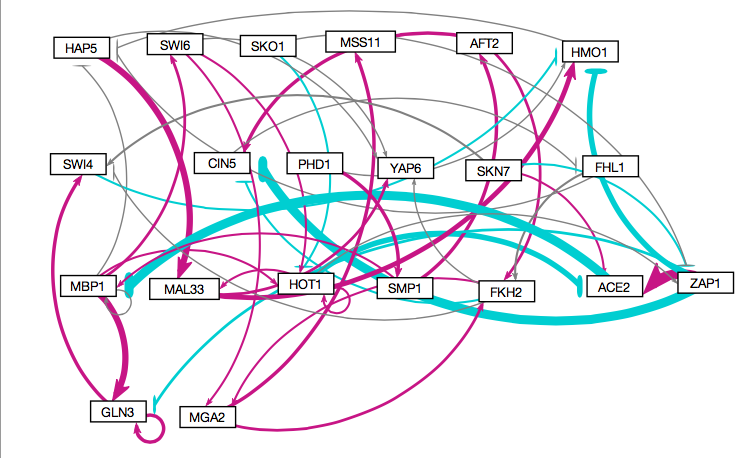 HAP5
SWI6
SKO1
MSS11
AFT2
HMO1
SWI4
CIN5
PHD1
YAP6
SKN7
FHL1
MBP1
MAL33
HOT1
SMP1
FKH2
ACE2
ZAP1
GLN3
MGA2